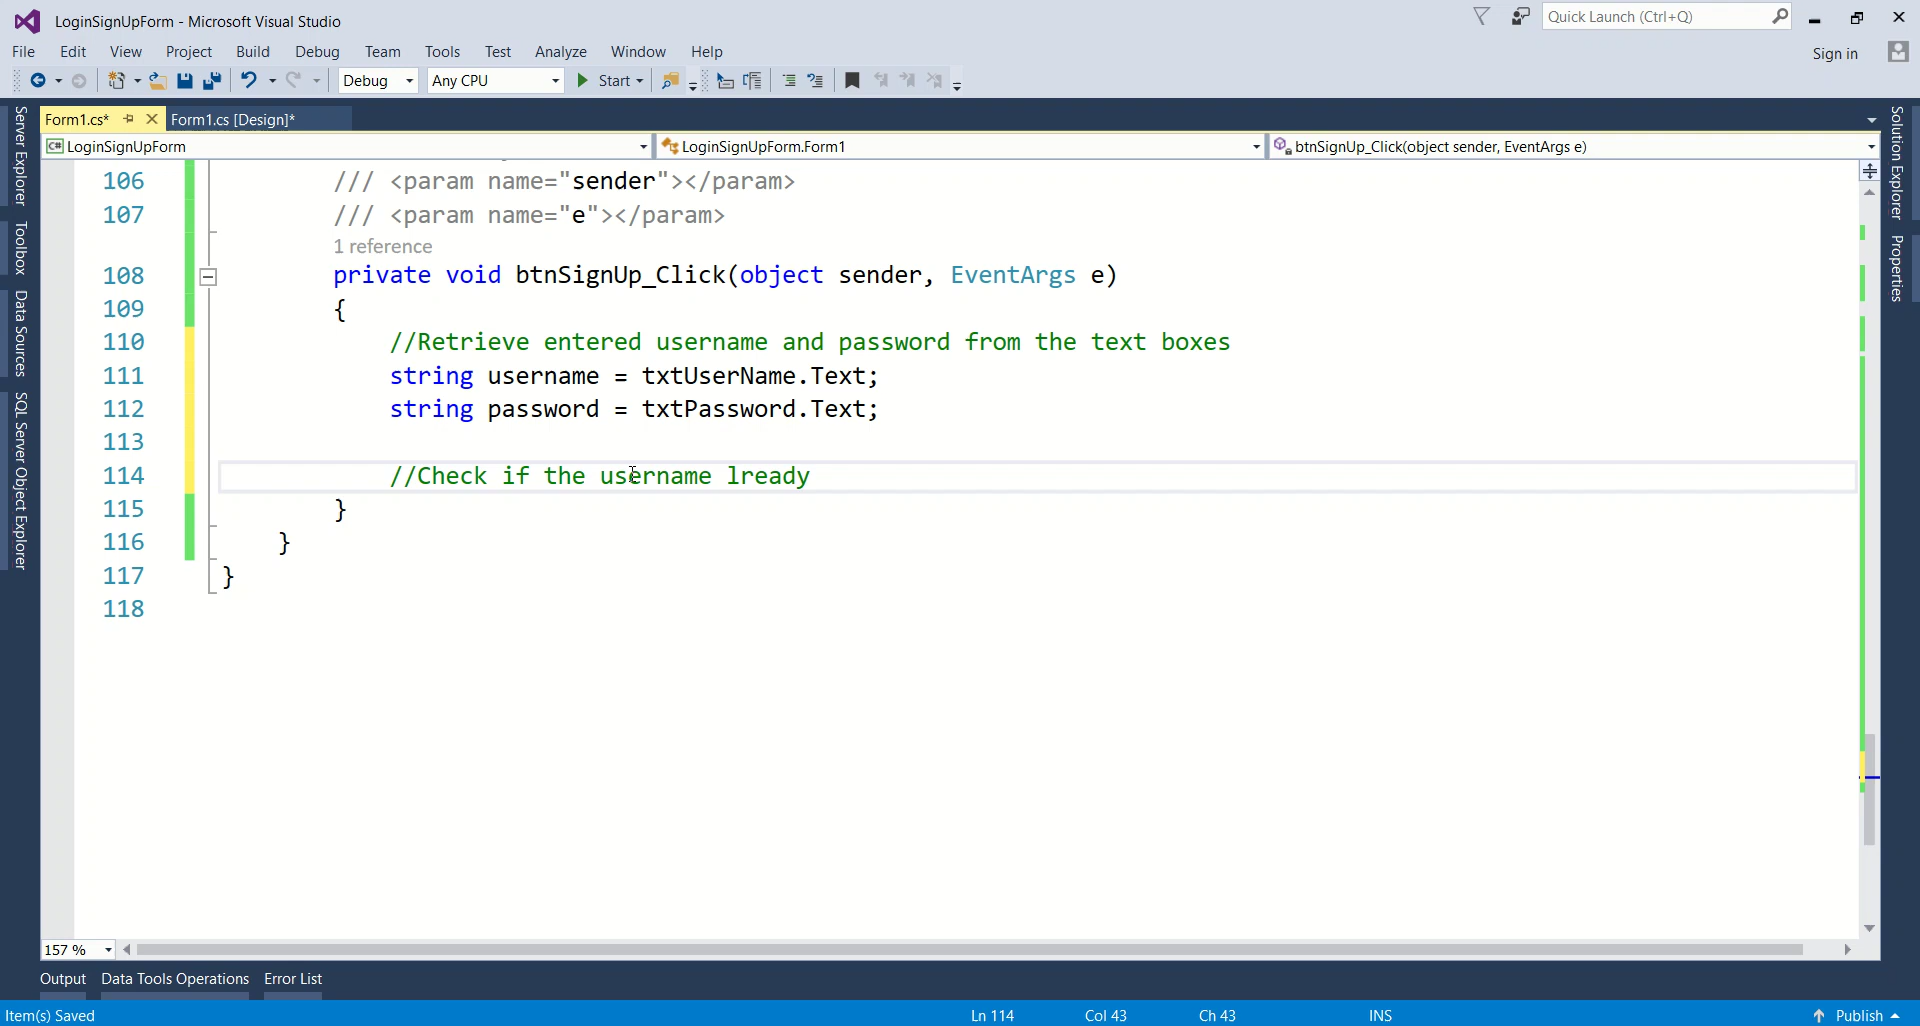 LoginSignUpForm - Microsoft Visual Studio
Quick Launch (Ctrl+Q)
File Edit View Project Build Debug Team Tools Test Analyze Window Help
Sign in
Debug Any CPU Start
Form1.cs* Form1.cs [Design]*
C# LoginSignUpForm LoginSignUpForm.Form1 btnSignUp_Click(object sender, EventArgs e)
Server Explorer
Toolbox
Data Sources
SQL Server Object Explorer
Solution Explorer
Properties
106 /// <param name="sender"></param>
107 /// <param name="e"></param>
1 reference
108 private void btnSignUp_Click(object sender, EventArgs e)
109 {
110 //Retrieve entered username and password from the text boxes
111 string username = txtUserName.Text;
112 string password = txtPassword.Text;
113
114 //Check if the username lready
115 }
116 }
117 }
118
157 %
Output Data Tools Operations Error List
Item(s) Saved Ln 114 Col 43 Ch 43 INS Publish